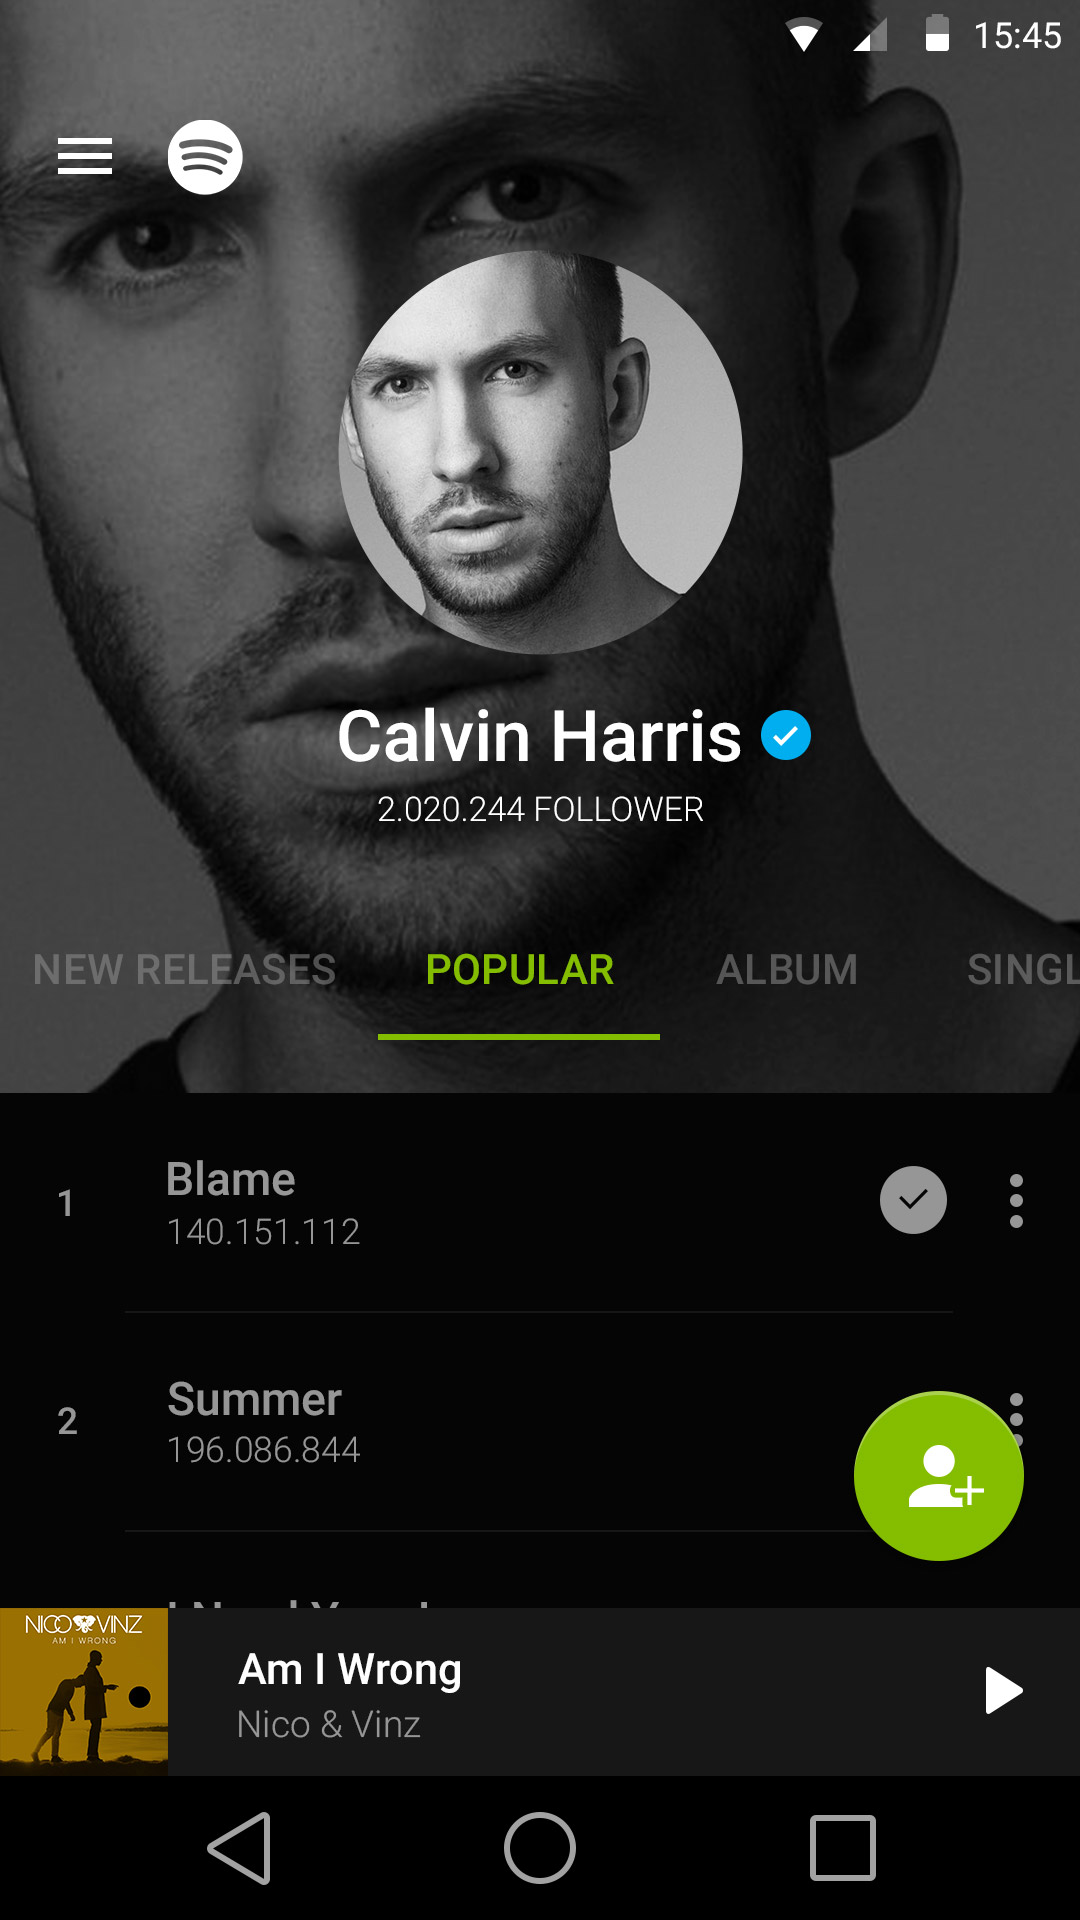 15:45
Calvin Harris
2.020.244 FOLLOWER
NEW RELEASES POPULAR ALBUM SINGL
1
Blame
140.151.112
2
Summer
196.086.844
NICO VINZ
AM I WRONG
Am I Wrong
Nico & Vinz